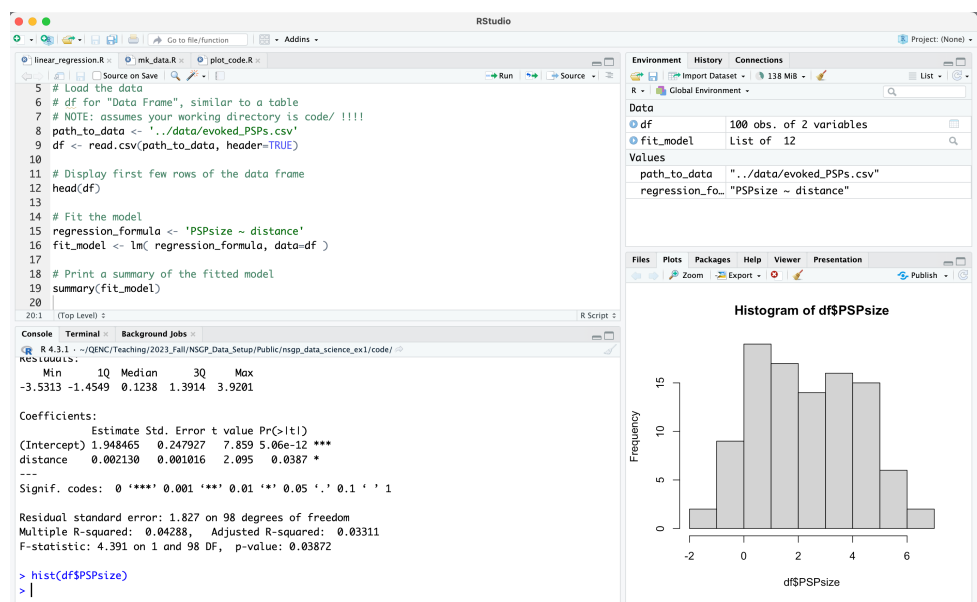 RStudio
Go to file/function
Addins
Project: (None)
linear_regression.R
mk_data.R
plot_code.R
Source on Save
Run
Source
5 # Load the data
6 # df for "Data Frame", similar to a table
7 # NOTE: assumes your working directory is code/ !!!!
8 path_to_data <- '../data/evoked_PSPs.csv'
9 df <- read.csv(path_to_data, header=TRUE)
10
11 # Display first few rows of the data frame
12 head(df)
13
14 # Fit the model
15 regression_formula <- 'PSPsize ~ distance'
16 fit_model <- lm( regression_formula, data=df )
17
18 # Print a summary of the fitted model
19 summary(fit_model)
20
20:1 (Top Level) R Script
Console Terminal Background Jobs
R 4.3.1 · ~/QENC/Teaching/2023_Fall/NSGP_Data_Setup/Public/nsgp_data_science_ex1/code/
Residuals:
Min 1Q Median 3Q Max
-3.5313 -1.4549 0.1238 1.3914 3.9201
Coefficients:
Estimate Std. Error t value Pr(>|t|)
(Intercept) 1.948465 0.247927 7.859 5.06e-12 ***
distance 0.002130 0.001016 2.095 0.0387 *
---
Signif. codes: 0 ‘***’ 0.001 ‘**’ 0.01 ‘*’ 0.05 ‘.’ 0.1 ‘ ’ 1
Residual standard error: 1.827 on 98 degrees of freedom
Multiple R-squared: 0.04288, Adjusted R-squared: 0.03311
F-statistic: 4.391 on 1 and 98 DF, p-value: 0.03872
> hist(df$PSPsize)
>
Environment History Connections
Import Dataset 138 MiB List
R Global Environment
Data
df 100 obs. of 2 variables
fit_model List of 12
Values
path_to_data "../data/evoked_PSPs.csv"
regression_fo… "PSPsize ~ distance"
Files Plots Packages Help Viewer Presentation
Zoom Export Publish
Histogram of df$PSPsize
Frequency
15
10
5
0
-2 0 2 4 6
df$PSPsize